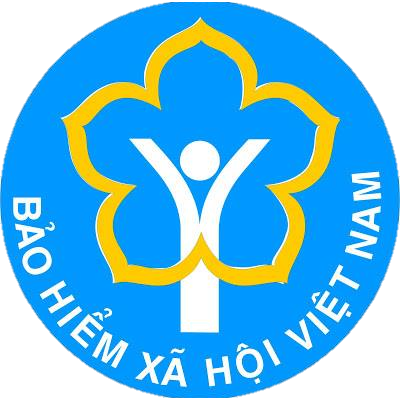 BẢO HIỂM XÃ HỘI VIỆT NAM